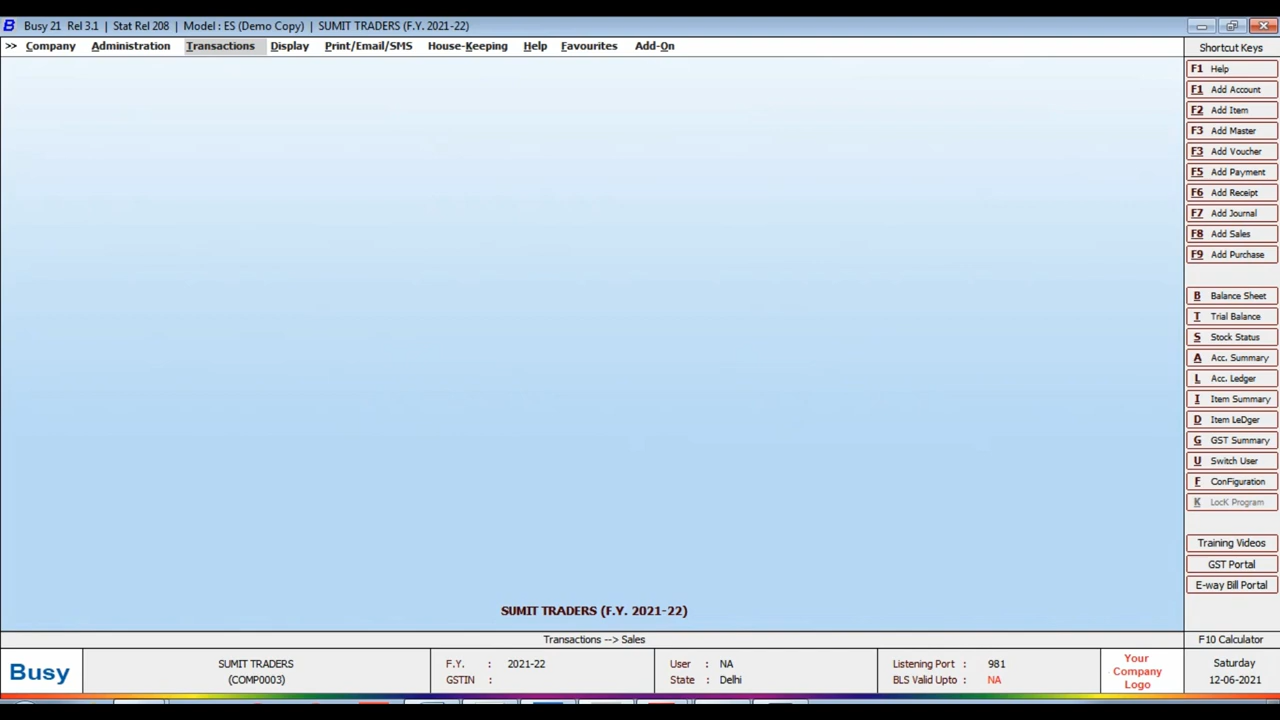 B Busy 21 Rel 3.1 | Stat Rel 208 | Model : ES (Demo Copy) | SUMIT TRADERS (F.Y. 2021-22)
>> Company Administration Transactions Display Print/Email/SMS House-Keeping Help Favourites Add-On
Shortcut Keys
F1 Help
F1 Add Account
F2 Add Item
F3 Add Master
F3 Add Voucher
F5 Add Payment
F6 Add Receipt
F7 Add Journal
F8 Add Sales
F9 Add Purchase
B Balance Sheet
T Trial Balance
S Stock Status
A Acc. Summary
L Acc. Ledger
I Item Summary
D Item LeDger
G GST Summary
U Switch User
F ConFiguration
K LocK Program
Training Videos
GST Portal
E-way Bill Portal
SUMIT TRADERS (F.Y. 2021-22)
Transactions --> Sales
F10 Calculator
Busy
SUMIT TRADERS
(COMP0003)
F.Y. : 2021-22
GSTIN :
User : NA
State : Delhi
Listening Port : 981
BLS Valid Upto : NA
Your
Company
Logo
Saturday
12-06-2021